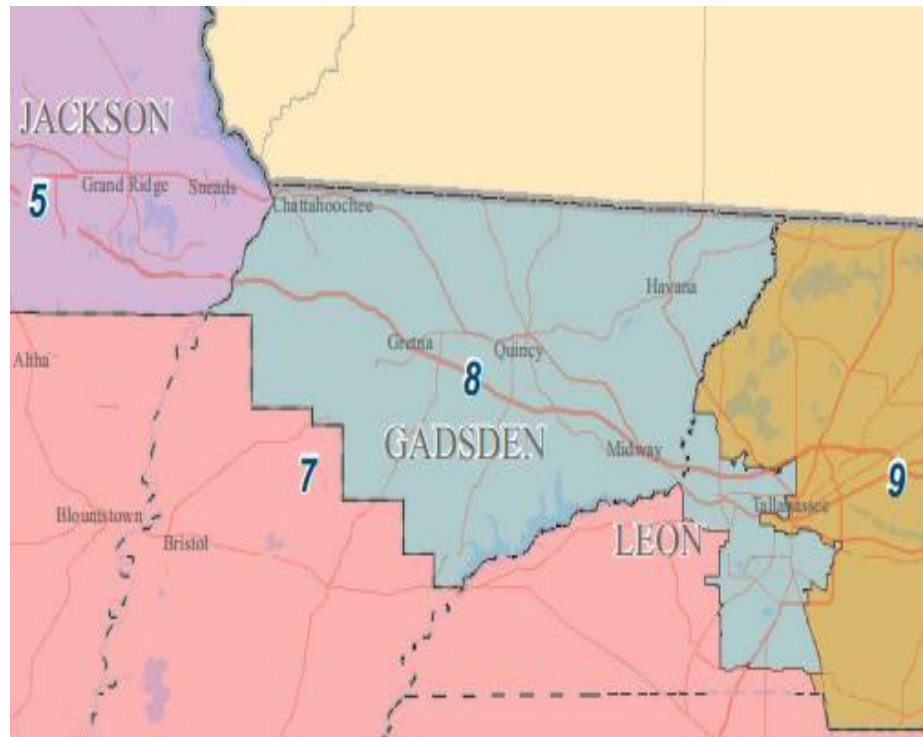 JACKSON
5
Grand Ridge
Sneads
Chattahoochee
Havana
Altha
Gretna
Quincy
8
GADSDEN
Midway
7
9
Blountstown
Bristol
LEON
Tallahassee